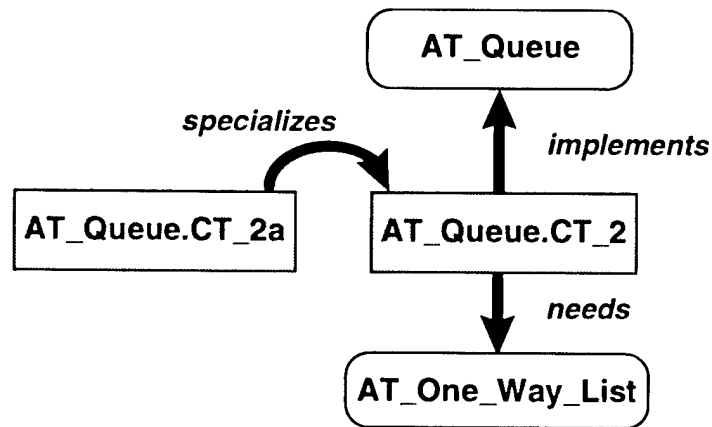 AT_Queue
specializes
implements
AT_Queue.CT_2a
AT_Queue.CT_2
needs
AT_One_Way_List